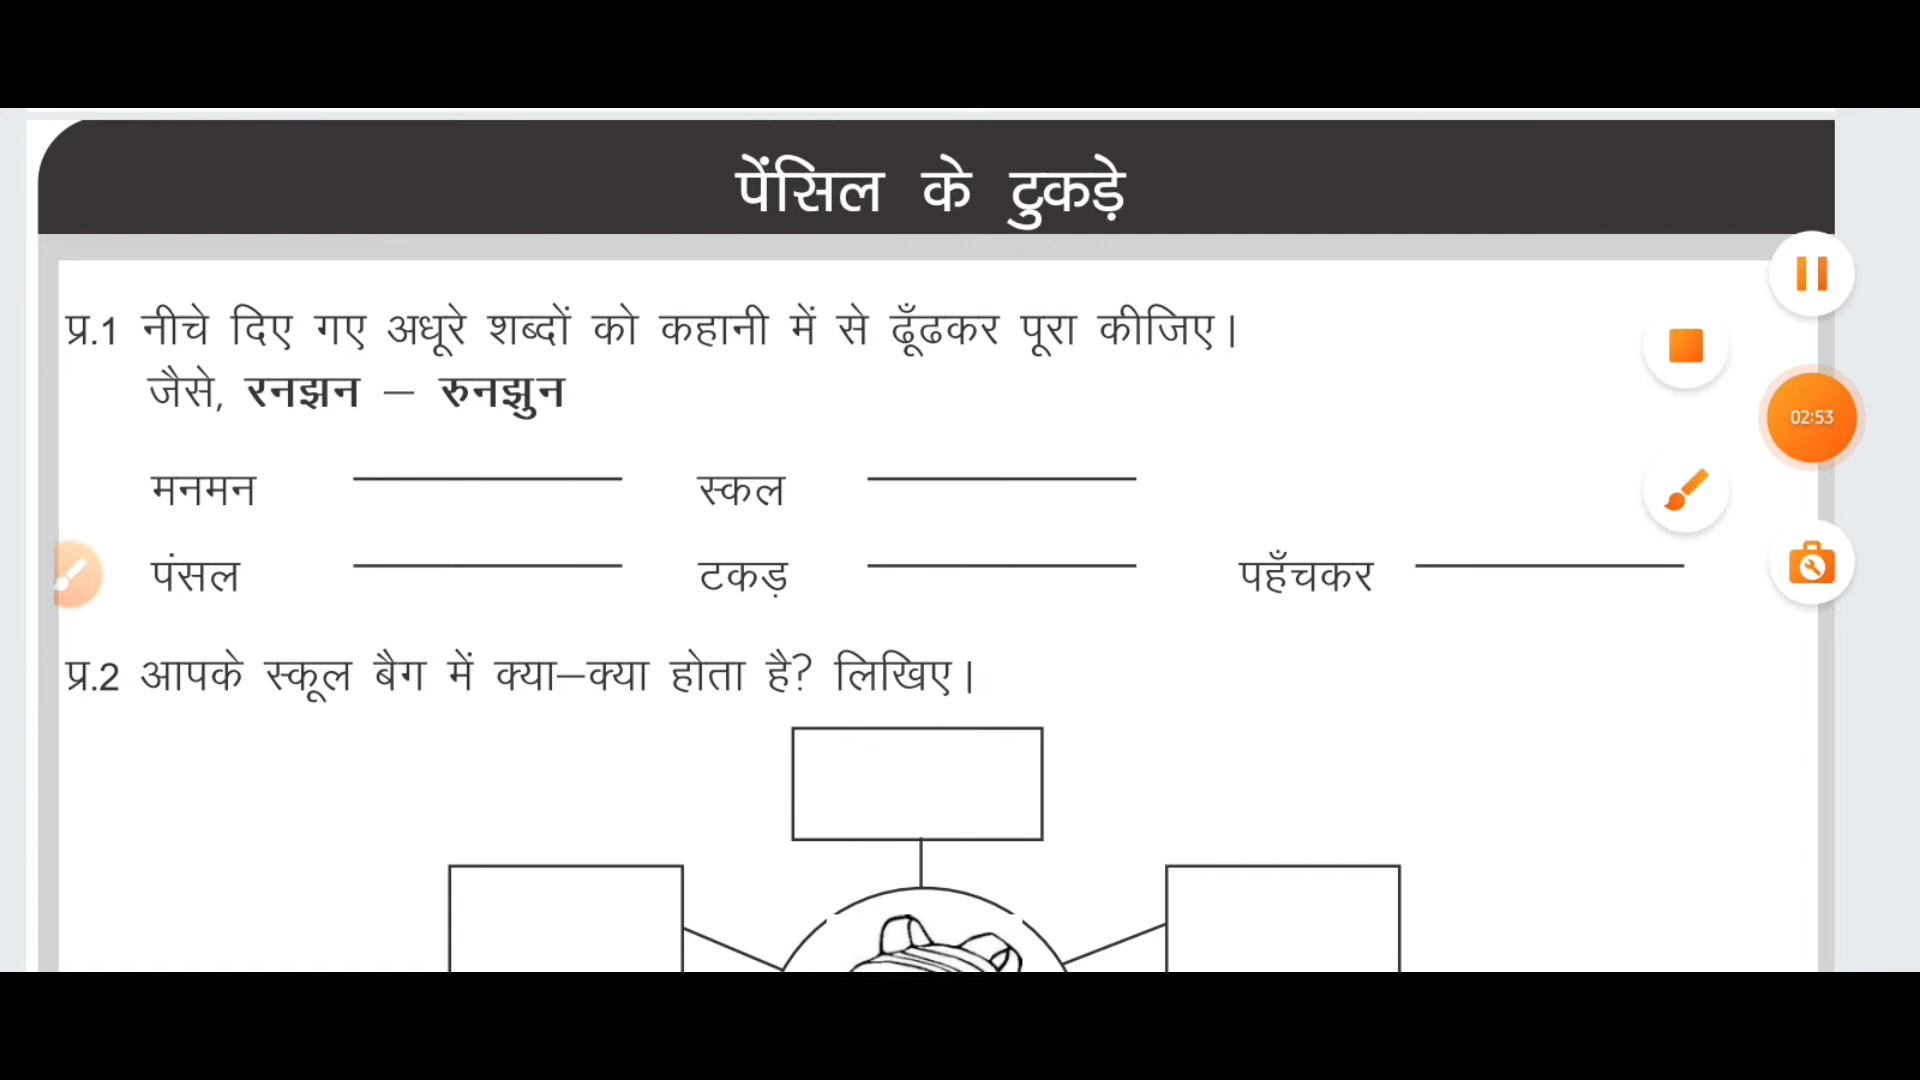 पेंसिल के टुकड़े
प्र.1 नीचे दिए गए अधूरे शब्दों को कहानी में से ढूँढकर पूरा कीजिए।
जैसे, रनझन – रुनझुन
मनमन स्कल
पंसल टकड़ पहँचकर
प्र.2 आपके स्कूल बैग में क्या–क्या होता है? लिखिए।
02:53